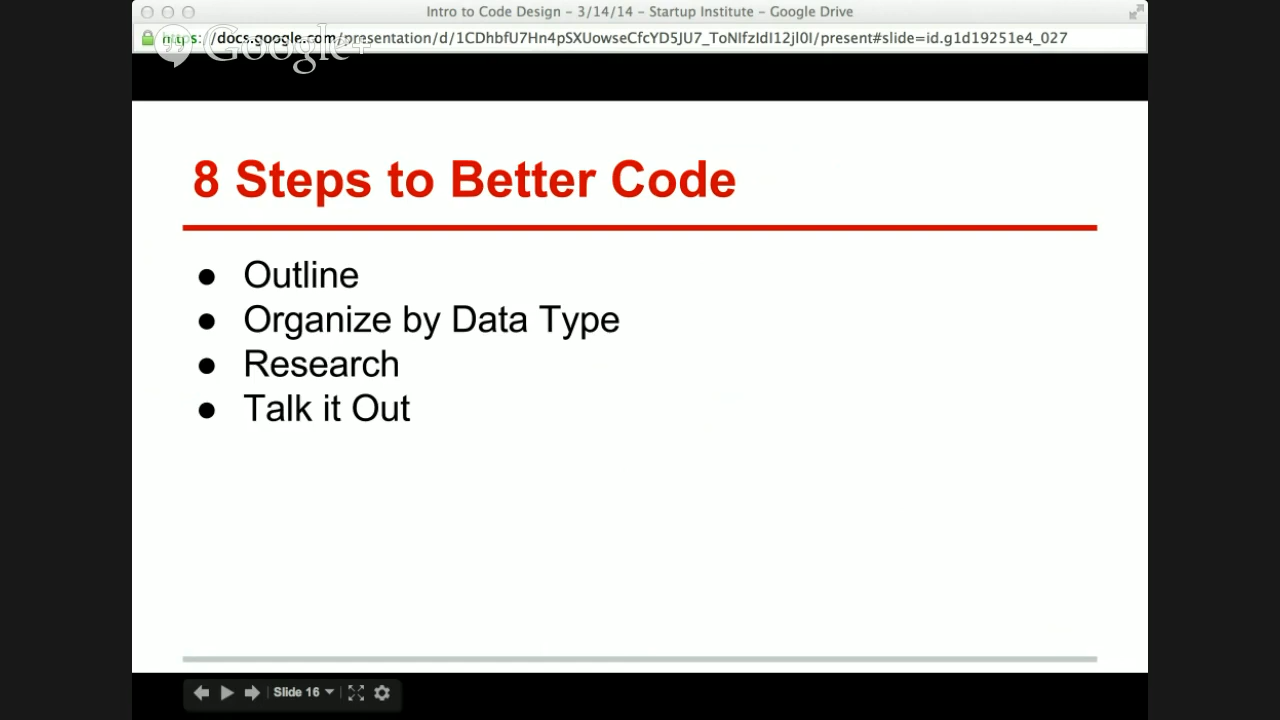 Intro to Code Design – 3/14/14 – Startup Institute – Google Drive
https://docs.google.com/presentation/d/1CDhbfU7Hn4pSXUowseCfcYD5JU7_ToNIfzIdI12jl0I/present#slide=id.g1d19251e4_027
Google+
8 Steps to Better Code
● Outline
● Organize by Data Type
● Research
● Talk it Out
Slide 16